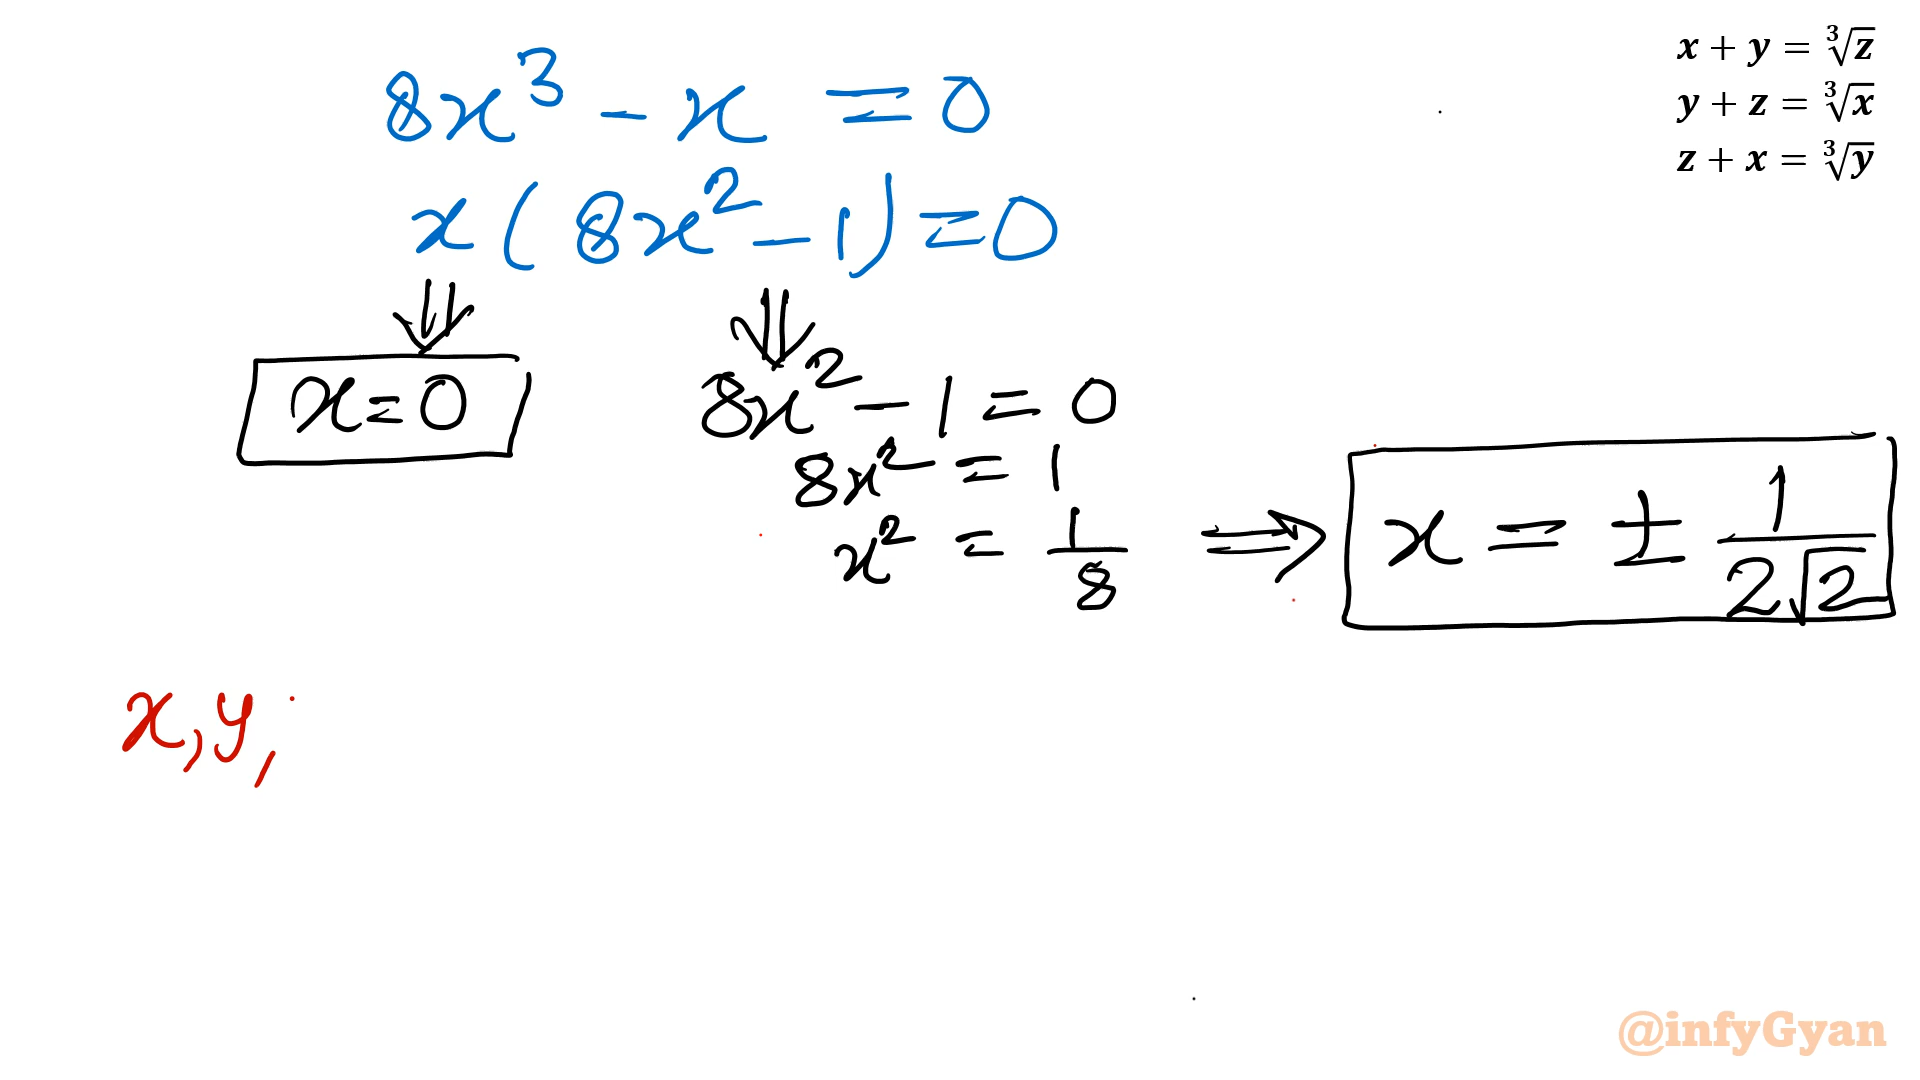 x + y = ∛z
y + z = ∛x
z + x = ∛y
8x³ - x = 0
x(8x² - 1) = 0
x = 0
8x² - 1 = 0
8x² = 1
x² = 1/8 ⇒ x = ± 1/(2√2)
x, y,
@infyGyan